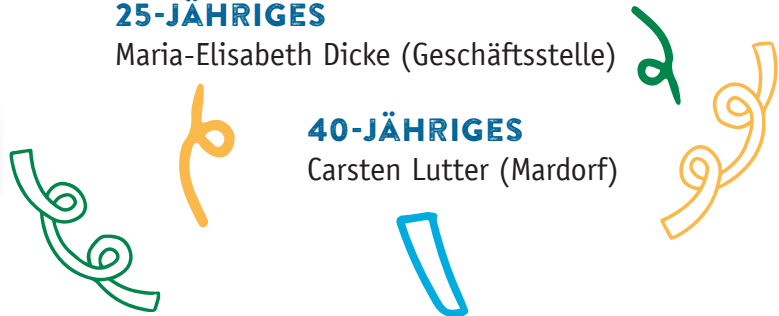 25-JÄHRIGES
Maria-Elisabeth Dicke (Geschäftsstelle)
40-JÄHRIGES
Carsten Lutter (Mardorf)